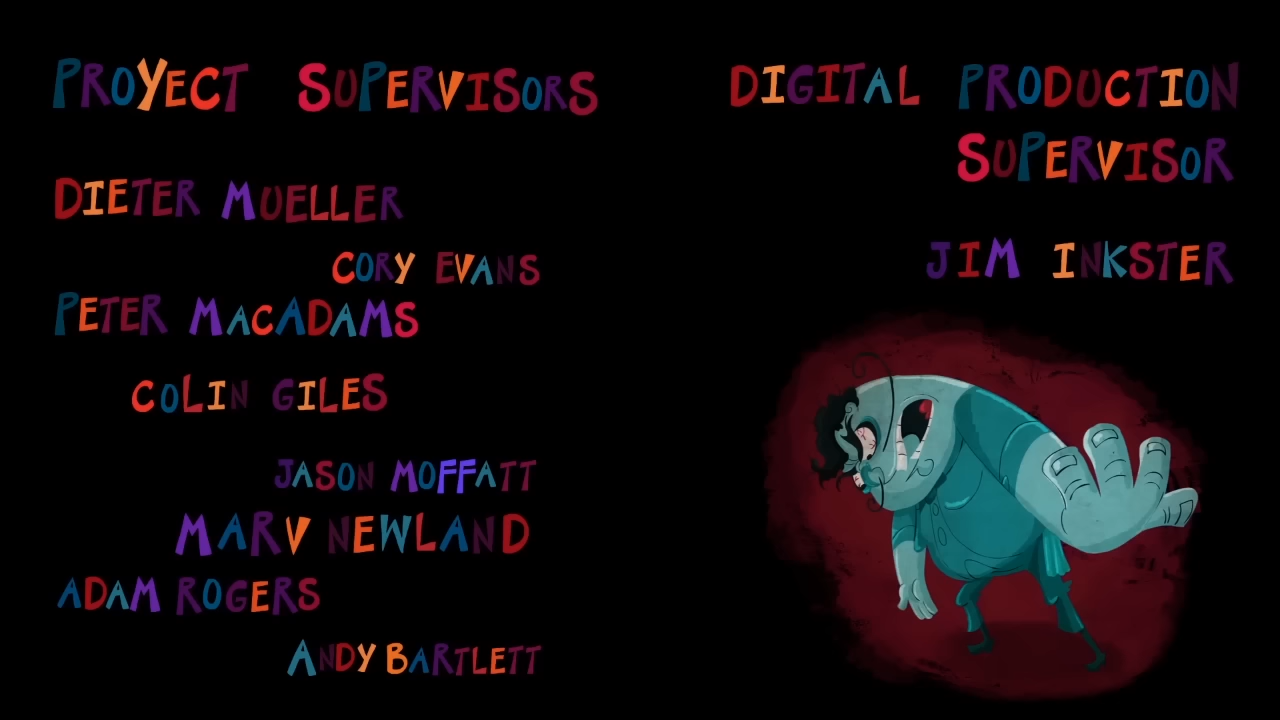 PROYECT SUPERVISORS
DIETER MUELLER
CORY EVANS
PETER MACADAMS
COLIN GILES
JASON MOFFATT
MARV NEWLAND
ADAM ROGERS
ANDY BARTLETT
DIGITAL PRODUCTION
SUPERVISOR
JIM INKSTER